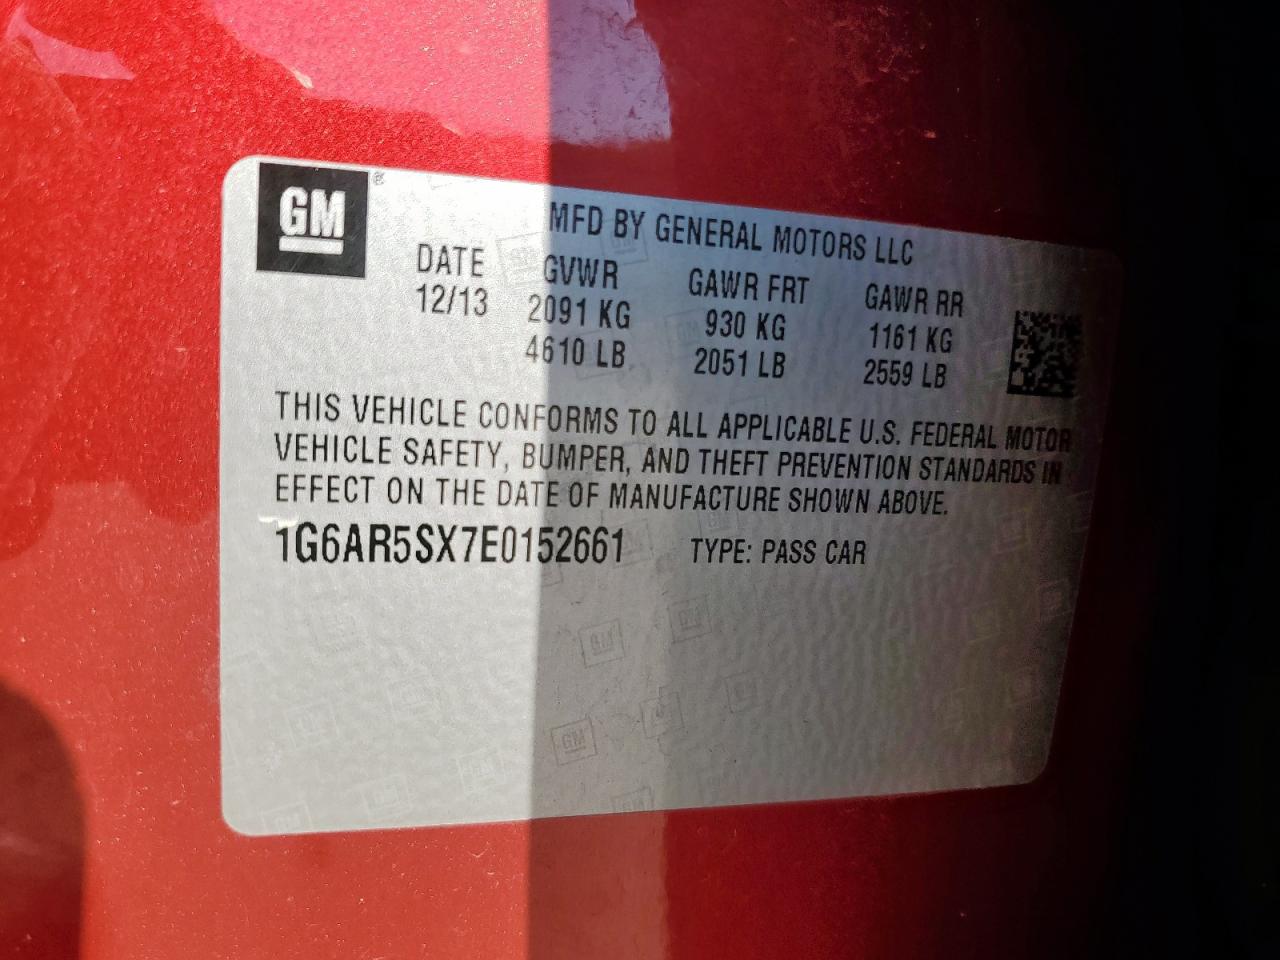 GM®
MFD BY GENERAL MOTORS LLC
DATE GVWR GAWR FRT GAWR RR
12/13 2091 KG 930 KG 1161 KG
4610 LB 2051 LB 2559 LB
THIS VEHICLE CONFORMS TO ALL APPLICABLE U.S. FEDERAL MOTOR
VEHICLE SAFETY, BUMPER, AND THEFT PREVENTION STANDARDS IN
EFFECT ON THE DATE OF MANUFACTURE SHOWN ABOVE.
1G6AR5SX7E0152661 TYPE: PASS CAR